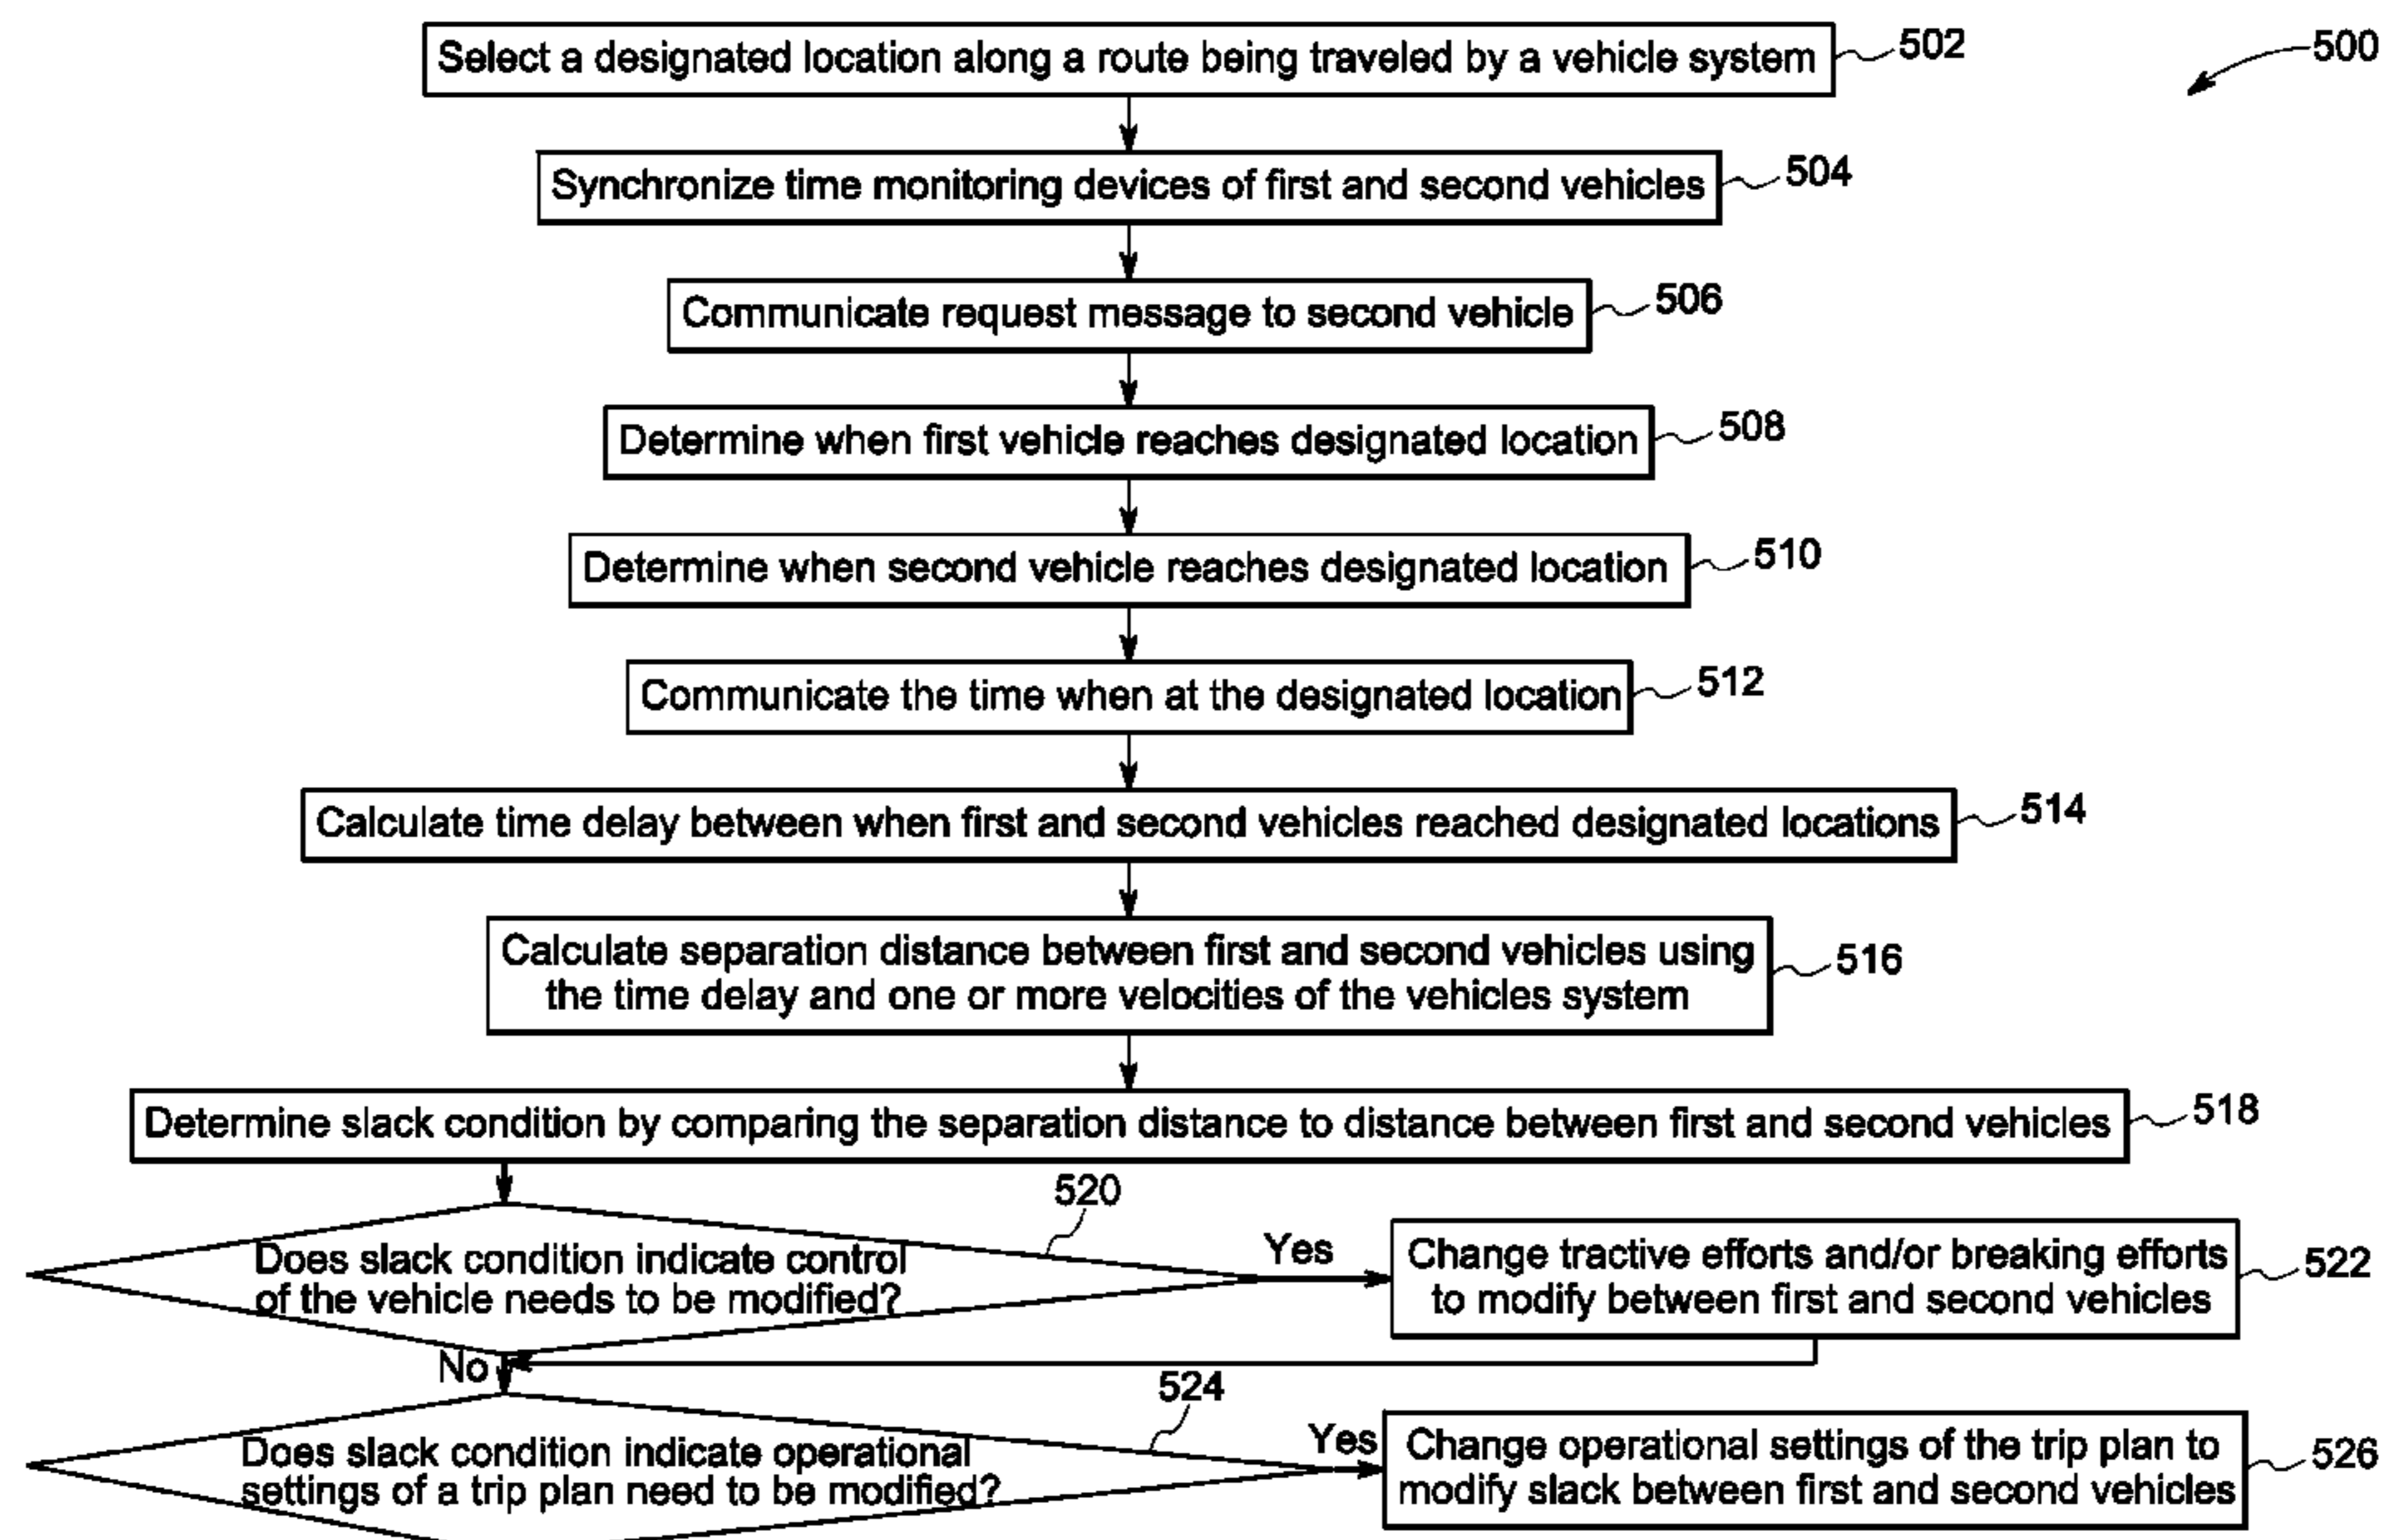 Select a designated location along a route being traveled by a vehicle system
502
500
Synchronize time monitoring devices of first and second vehicles
504
Communicate request message to second vehicle
506
Determine when first vehicle reaches designated location
508
Determine when second vehicle reaches designated location
510
Communicate the time when at the designated location
512
Calculate time delay between when first and second vehicles reached designated locations
514
Calculate separation distance between first and second vehicles using
the time delay and one or more velocities of the vehicles system
516
Determine slack condition by comparing the separation distance to distance between first and second vehicles
518
520
Does slack condition indicate control
of the vehicle needs to be modified?
Yes
Change tractive efforts and/or breaking efforts
to modify between first and second vehicles
522
No
524
Does slack condition indicate operational
settings of a trip plan need to be modified?
Yes
Change operational settings of the trip plan to
modify slack between first and second vehicles
526